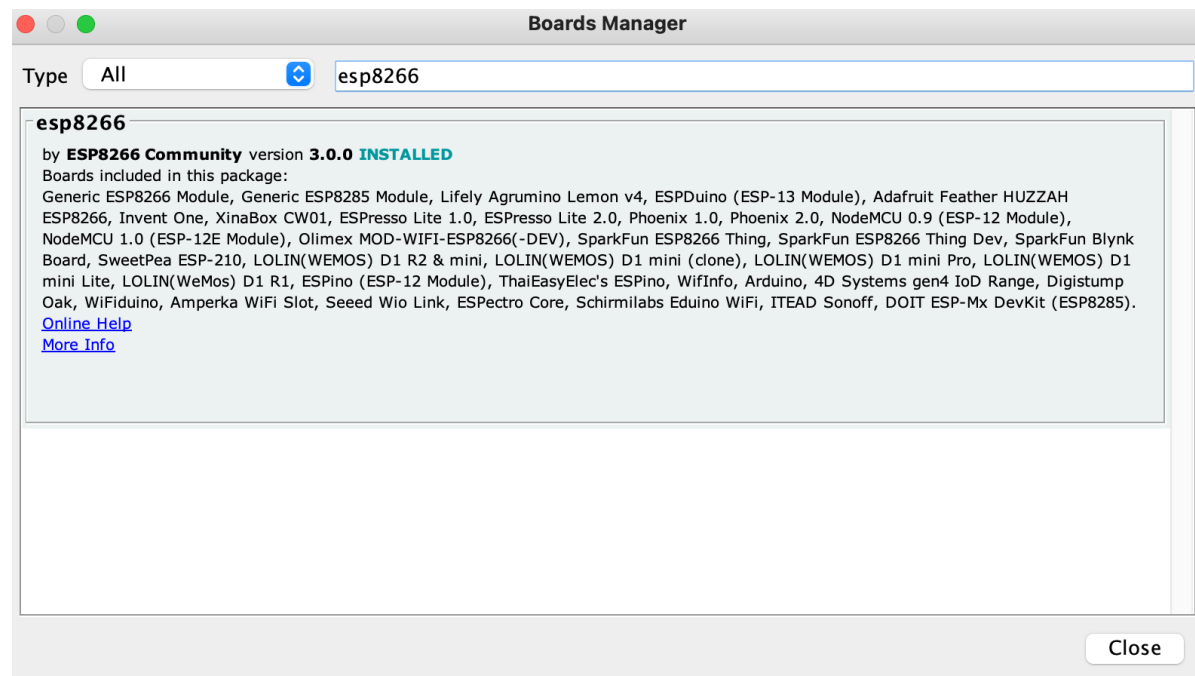 Boards Manager
Type All esp8266
esp8266
by ESP8266 Community version 3.0.0 INSTALLED
Boards included in this package:
Generic ESP8266 Module, Generic ESP8285 Module, Lifely Agrumino Lemon v4, ESPDuino (ESP-13 Module), Adafruit Feather HUZZAH
ESP8266, Invent One, XinaBox CW01, ESPresso Lite 1.0, ESPresso Lite 2.0, Phoenix 1.0, Phoenix 2.0, NodeMCU 0.9 (ESP-12 Module),
NodeMCU 1.0 (ESP-12E Module), Olimex MOD-WIFI-ESP8266(-DEV), SparkFun ESP8266 Thing, SparkFun ESP8266 Thing Dev, SparkFun Blynk
Board, SweetPea ESP-210, LOLIN(WEMOS) D1 R2 & mini, LOLIN(WEMOS) D1 mini (clone), LOLIN(WEMOS) D1 mini Pro, LOLIN(WEMOS) D1
mini Lite, LOLIN(WeMos) D1 R1, ESPino (ESP-12 Module), ThaiEasyElec's ESPino, WifInfo, Arduino, 4D Systems gen4 IoD Range, Digistump
Oak, WiFiduino, Amperka WiFi Slot, Seeed Wio Link, ESPectro Core, Schirmilabs Eduino WiFi, ITEAD Sonoff, DOIT ESP-Mx DevKit (ESP8285).
Online Help
More Info
Close